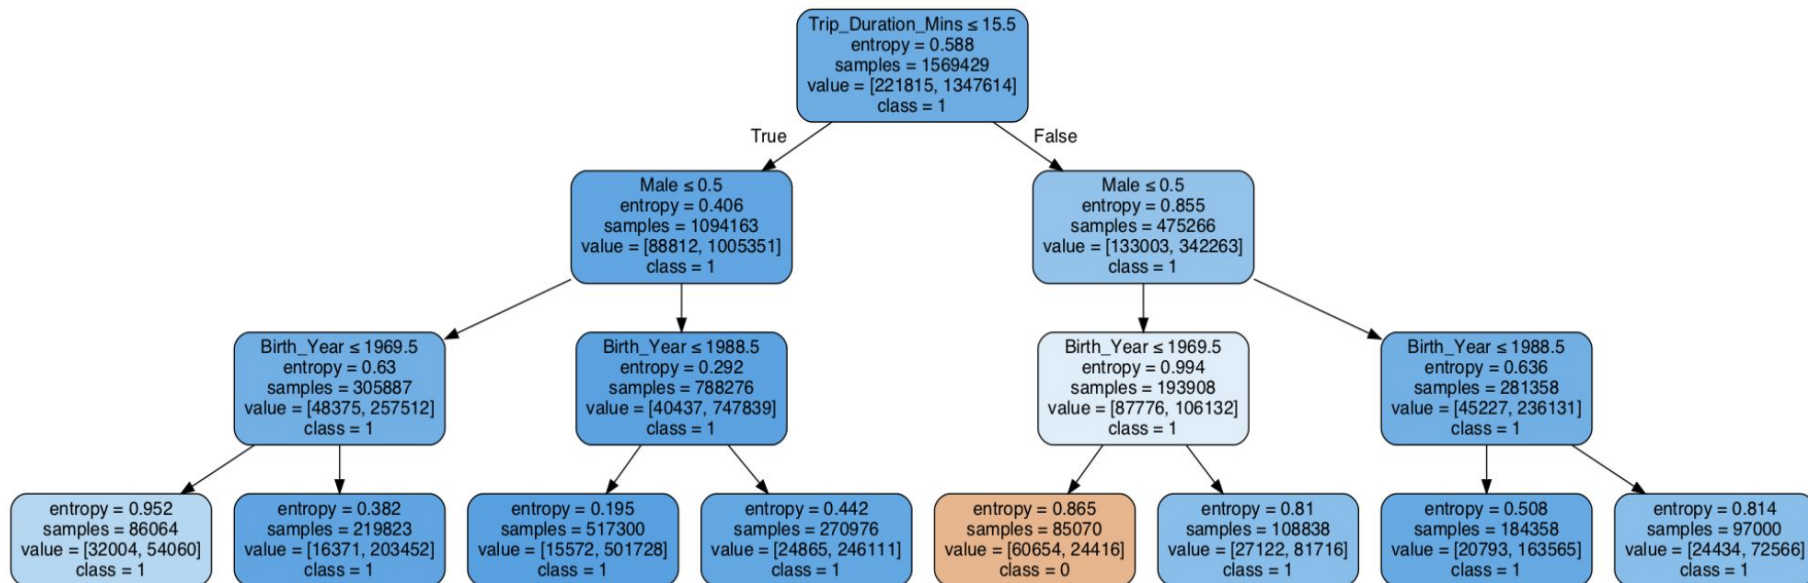 Trip_Duration_Mins ≤ 15.5
entropy = 0.588
samples = 1569429
value = [221815, 1347614]
class = 1
True
False
Male ≤ 0.5
entropy = 0.406
samples = 1094163
value = [88812, 1005351]
class = 1
Male ≤ 0.5
entropy = 0.855
samples = 475266
value = [133003, 342263]
class = 1
Birth_Year ≤ 1969.5
entropy = 0.63
samples = 305887
value = [48375, 257512]
class = 1
Birth_Year ≤ 1988.5
entropy = 0.292
samples = 788276
value = [40437, 747839]
class = 1
Birth_Year ≤ 1969.5
entropy = 0.994
samples = 193908
value = [87776, 106132]
class = 1
Birth_Year ≤ 1988.5
entropy = 0.636
samples = 281358
value = [45227, 236131]
class = 1
entropy = 0.952
samples = 86064
value = [32004, 54060]
class = 1
entropy = 0.382
samples = 219823
value = [16371, 203452]
class = 1
entropy = 0.195
samples = 517300
value = [15572, 501728]
class = 1
entropy = 0.442
samples = 270976
value = [24865, 246111]
class = 1
entropy = 0.865
samples = 85070
value = [60654, 24416]
class = 0
entropy = 0.81
samples = 108838
value = [27122, 81716]
class = 1
entropy = 0.508
samples = 184358
value = [20793, 163565]
class = 1
entropy = 0.814
samples = 97000
value = [24434, 72566]
class = 1